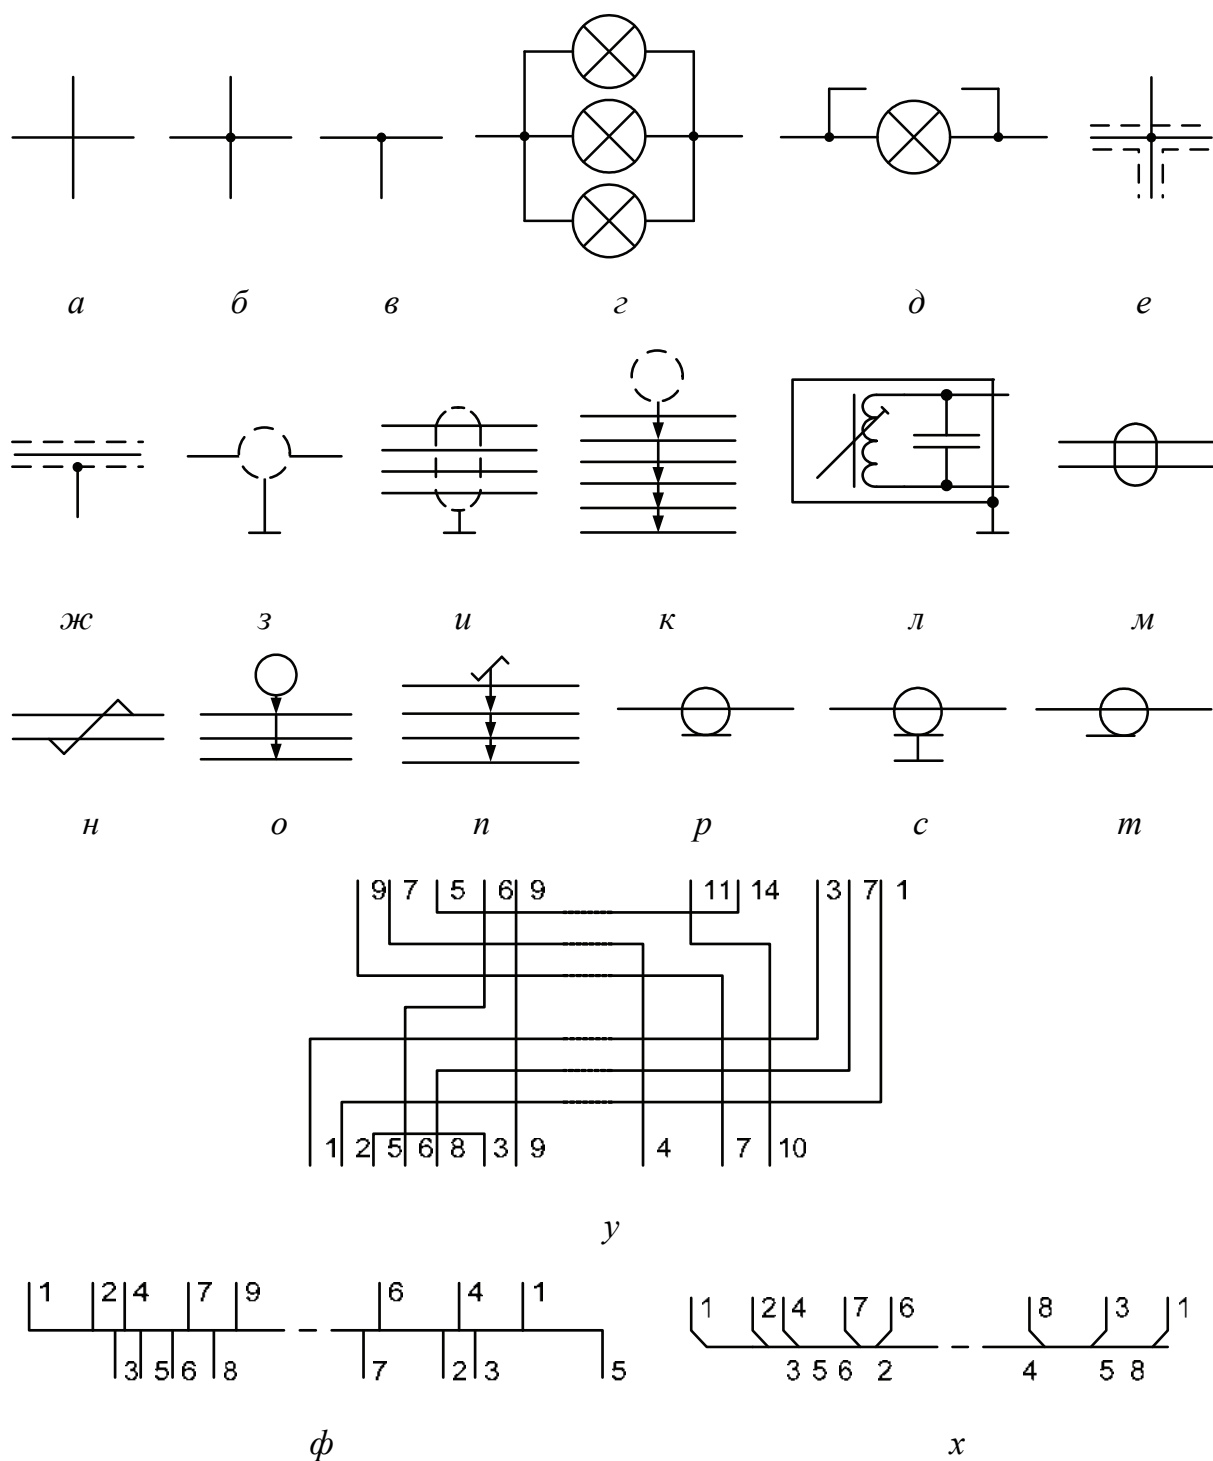 а б в г д е
ж з и к л м
н о п р с т
9 7 5 6 9 11 14 3 7 1
1 2 5 6 8 3 9 4 7 10
у
1 2 4 7 9 6 4 1
3 5 6 8 7 2 3 5
1 2 4 7 6 8 3 1
3 5 6 2 4 5 8
ф х